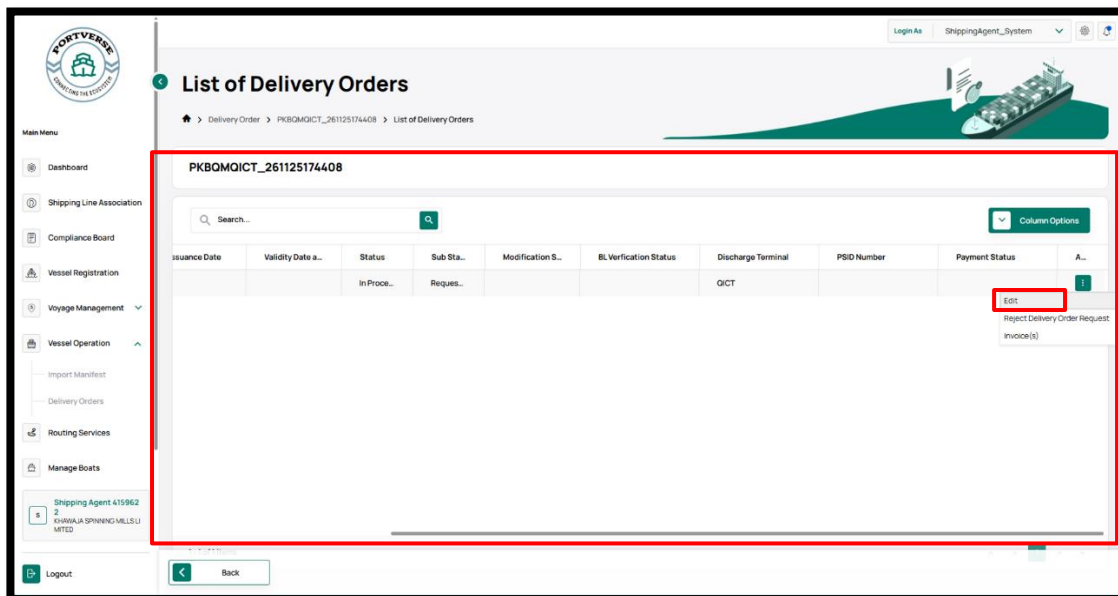 PORTVERSE
CONNECTING THE ECOSYSTEM
Login As ShippingAgent_System
List of Delivery Orders
> Delivery Order > PKBQMQICT_261125174408 > List of Delivery Orders
Main Menu
Dashboard
Shipping Line Association
Compliance Board
Vessel Registration
Voyage Management
Vessel Operation
Import Manifest
Delivery Orders
Routing Services
Manage Boats
S
Shipping Agent 415962
2
KHAWAJA SPINNING MILLS LI
MITED
Logout
PKBQMQICT_261125174408
Search...
Column Options
ssuance Date Validity Date a... Status Sub Sta... Modification S... BL Verfication Status Discharge Terminal PSID Number Payment Status A...
In Proce... Reques... QICT
Edit
Reject Delivery Order Request
Invoice(s)
Back